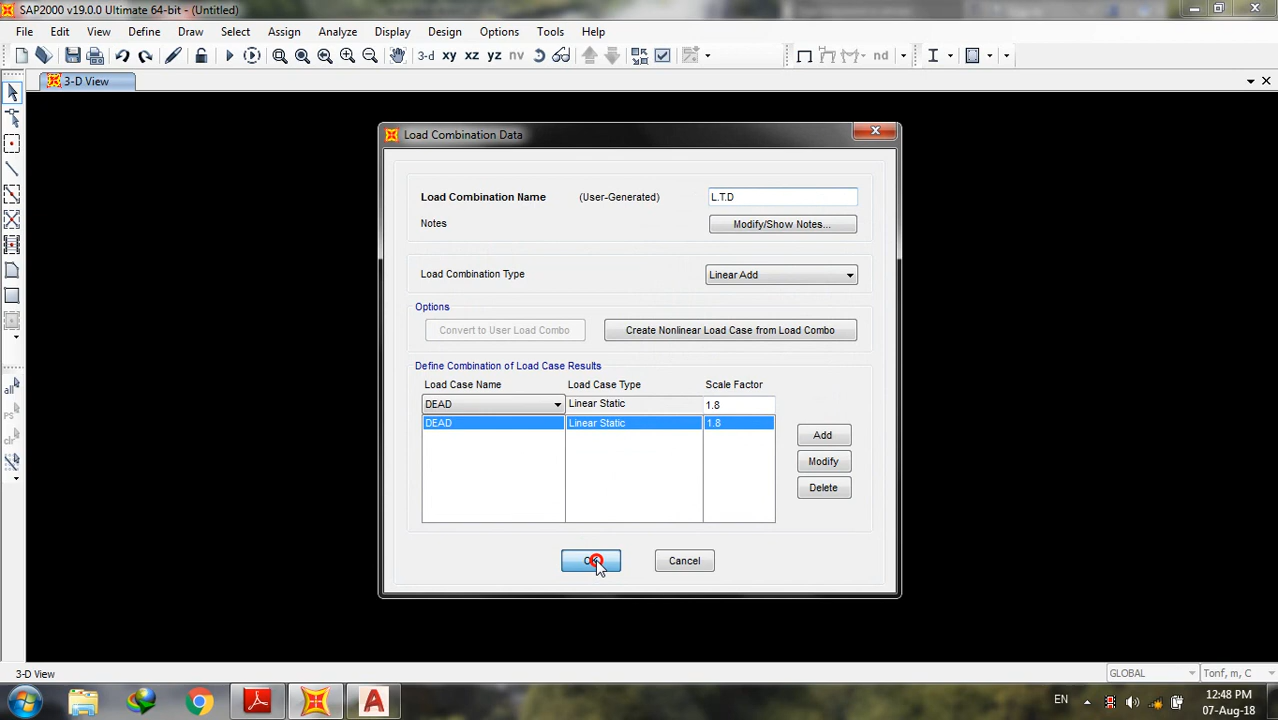 SAP2000 v19.0.0 Ultimate 64-bit - (Untitled)
File Edit View Define Draw Select Assign Analyze Display Design Options Tools Help
3-d xy xz yz nv nd
3-D View
Load Combination Data
Load Combination Name (User-Generated) L.T.D
Notes Modify/Show Notes...
Load Combination Type Linear Add
Options
Convert to User Load Combo Create Nonlinear Load Case from Load Combo
Define Combination of Load Case Results
Load Case Name Load Case Type Scale Factor
DEAD Linear Static 1.8
DEAD Linear Static 1.8
Add
Modify
Delete
Cancel
all
ps
clr
3-D View GLOBAL Tonf, m, C
EN 12:48 PM
07-Aug-18